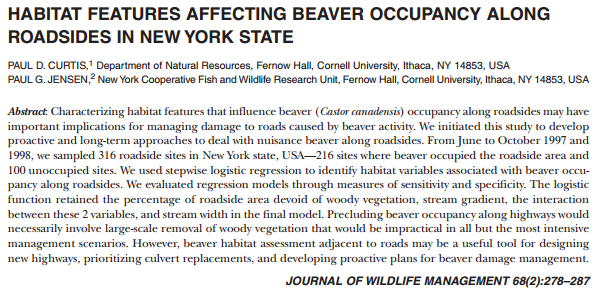 HABITAT FEATURES AFFECTING BEAVER OCCUPANCY ALONG
ROADSIDES IN NEW YORK STATE
PAUL D. CURTIS,¹ Department of Natural Resources, Fernow Hall, Cornell University, Ithaca, NY 14853, USA
PAUL G. JENSEN,² New York Cooperative Fish and Wildlife Research Unit, Fernow Hall, Cornell University, Ithaca, NY 14853, USA
Abstract: Characterizing habitat features that influence beaver (Castor canadensis) occupancy along roadsides may have
important implications for managing damage to roads caused by beaver activity. We initiated this study to develop
proactive and long-term approaches to deal with nuisance beaver along roadsides. From June to October 1997 and
1998, we sampled 316 roadside sites in New York state, USA—216 sites where beaver occupied the roadside area and
100 unoccupied sites. We used stepwise logistic regression to identify habitat variables associated with beaver occu-
pancy along roadsides. We evaluated regression models through measures of sensitivity and specificity. The logistic
function retained the percentage of roadside area devoid of woody vegetation, stream gradient, the interaction
between these 2 variables, and stream width in the final model. Precluding beaver occupancy along highways would
necessarily involve large-scale removal of woody vegetation that would be impractical in all but the most intensive
management scenarios. However, beaver habitat assessment adjacent to roads may be a useful tool for designing
new highways, prioritizing culvert replacements, and developing proactive plans for beaver damage management.
JOURNAL OF WILDLIFE MANAGEMENT 68(2):278–287